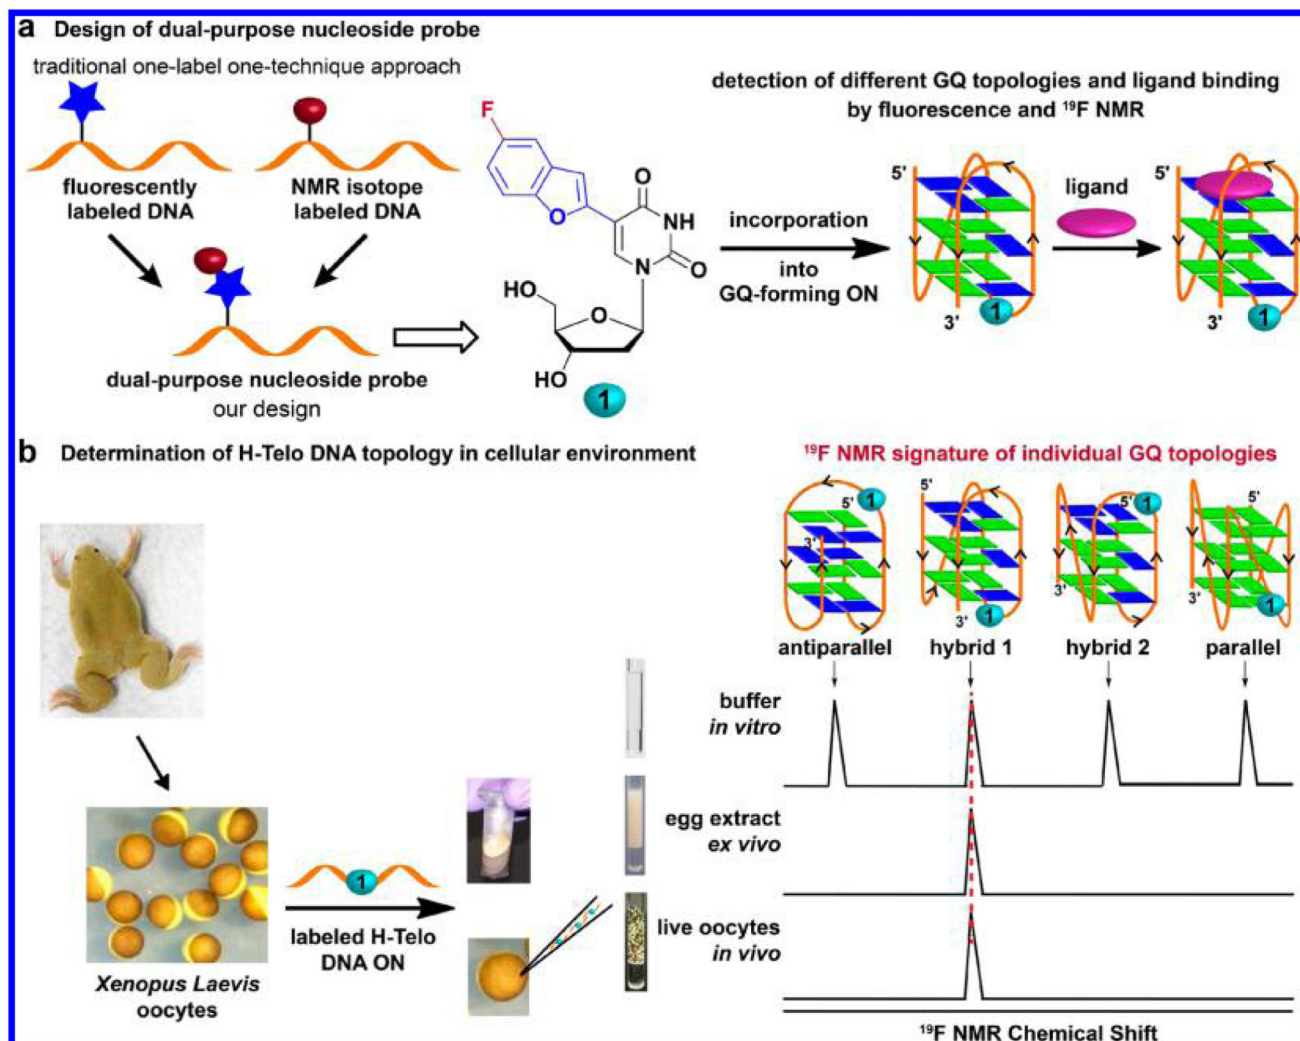 a Design of dual-purpose nucleoside probe
traditional one-label one-technique approach
fluorescently
labeled DNA
NMR isotope
labeled DNA
dual-purpose nucleoside probe
our design
F
O
O
NH
N
O
HO
O
HO
1
incorporation
into
GQ-forming ON
detection of different GQ topologies and ligand binding
by fluorescence and ¹⁹F NMR
5'
3'
1
ligand
5'
3'
1
b Determination of H-Telo DNA topology in cellular environment
Xenopus Laevis
oocytes
1
labeled H-Telo
DNA ON
¹⁹F NMR signature of individual GQ topologies
1
5'
3'
5'
3'
1
5'
1
3'
5'
3'
1
antiparallel
hybrid 1
hybrid 2
parallel
buffer
in vitro
egg extract
ex vivo
live oocytes
in vivo
¹⁹F NMR Chemical Shift